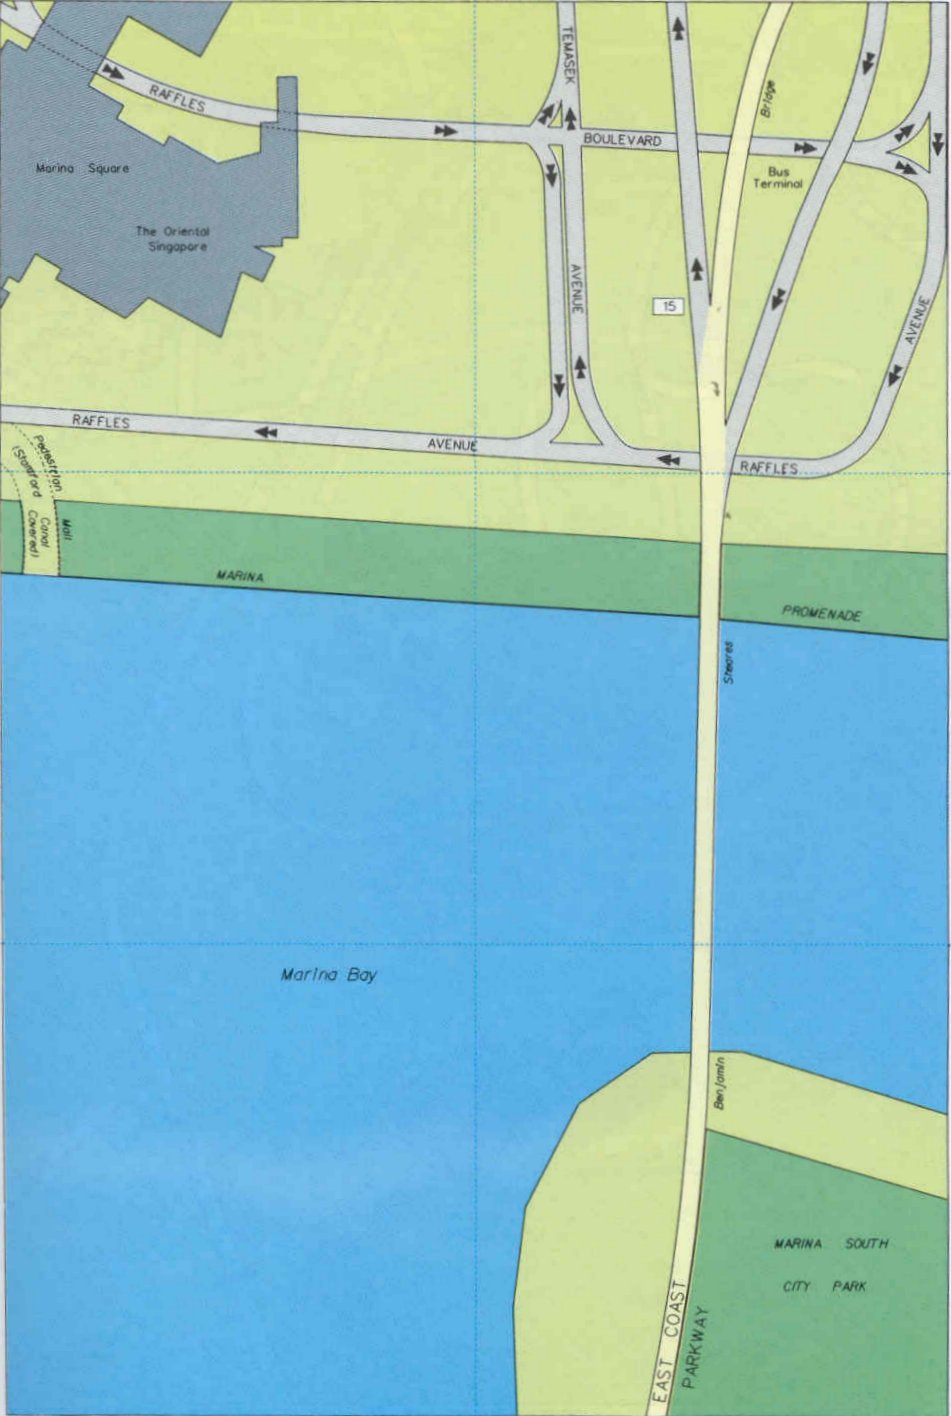 TEMASEK
RAFFLES
BOULEVARD
Bridge
Bus
Terminal
Marina Square
The Oriental
Singapore
AVENUE
15
AVENUE
RAFFLES
AVENUE
RAFFLES
Pedestrian
Mall
(Stamford Canal
Covered)
MARINA
PROMENADE
Sheares
Marina Bay
Benjamin
MARINA SOUTH
CITY PARK
EAST COAST
PARKWAY